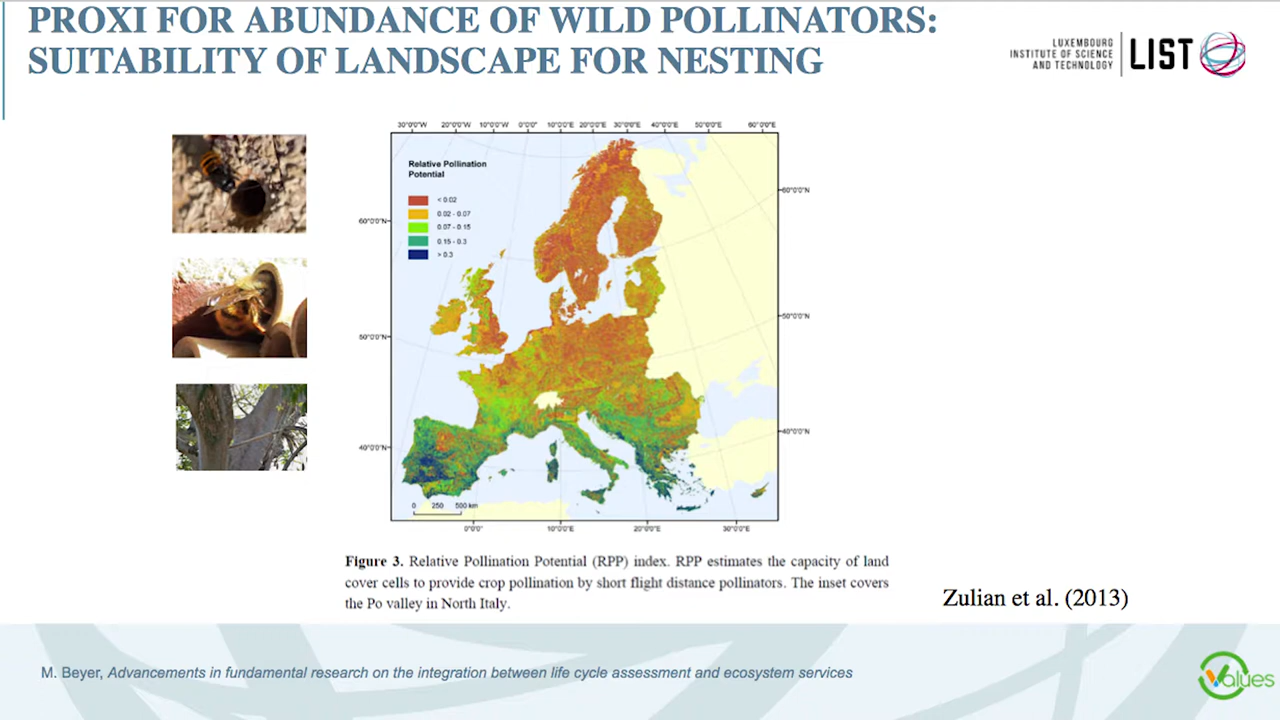 PROXI FOR ABUNDANCE OF WILD POLLINATORS:
SUITABILITY OF LANDSCAPE FOR NESTING
LUXEMBOURG
INSTITUTE OF SCIENCE
AND TECHNOLOGY
LIST
30°0'0"W 20°0'0"W 10°0'0"W 0°0'0" 10°0'0"E 20°0'0"E 30°0'0"E 40°0'0"E 50°0'0"E 60°0'0"E
Relative Pollination
Potential
< 0.02
0.02 - 0.07
0.07 - 0.15
0.15 - 0.3
> 0.3
60°0'0"N
60°0'0"N
50°0'0"N
50°0'0"N
40°0'0"N
40°0'0"N
0 250 500 km
0°0'0" 10°0'0"E 20°0'0"E 30°0'0"E
Figure 3. Relative Pollination Potential (RPP) index. RPP estimates the capacity of land
cover cells to provide crop pollination by short flight distance pollinators. The inset covers
the Po valley in North Italy.
Zulian et al. (2013)
M. Beyer, Advancements in fundamental research on the integration between life cycle assessment and ecosystem services
Values